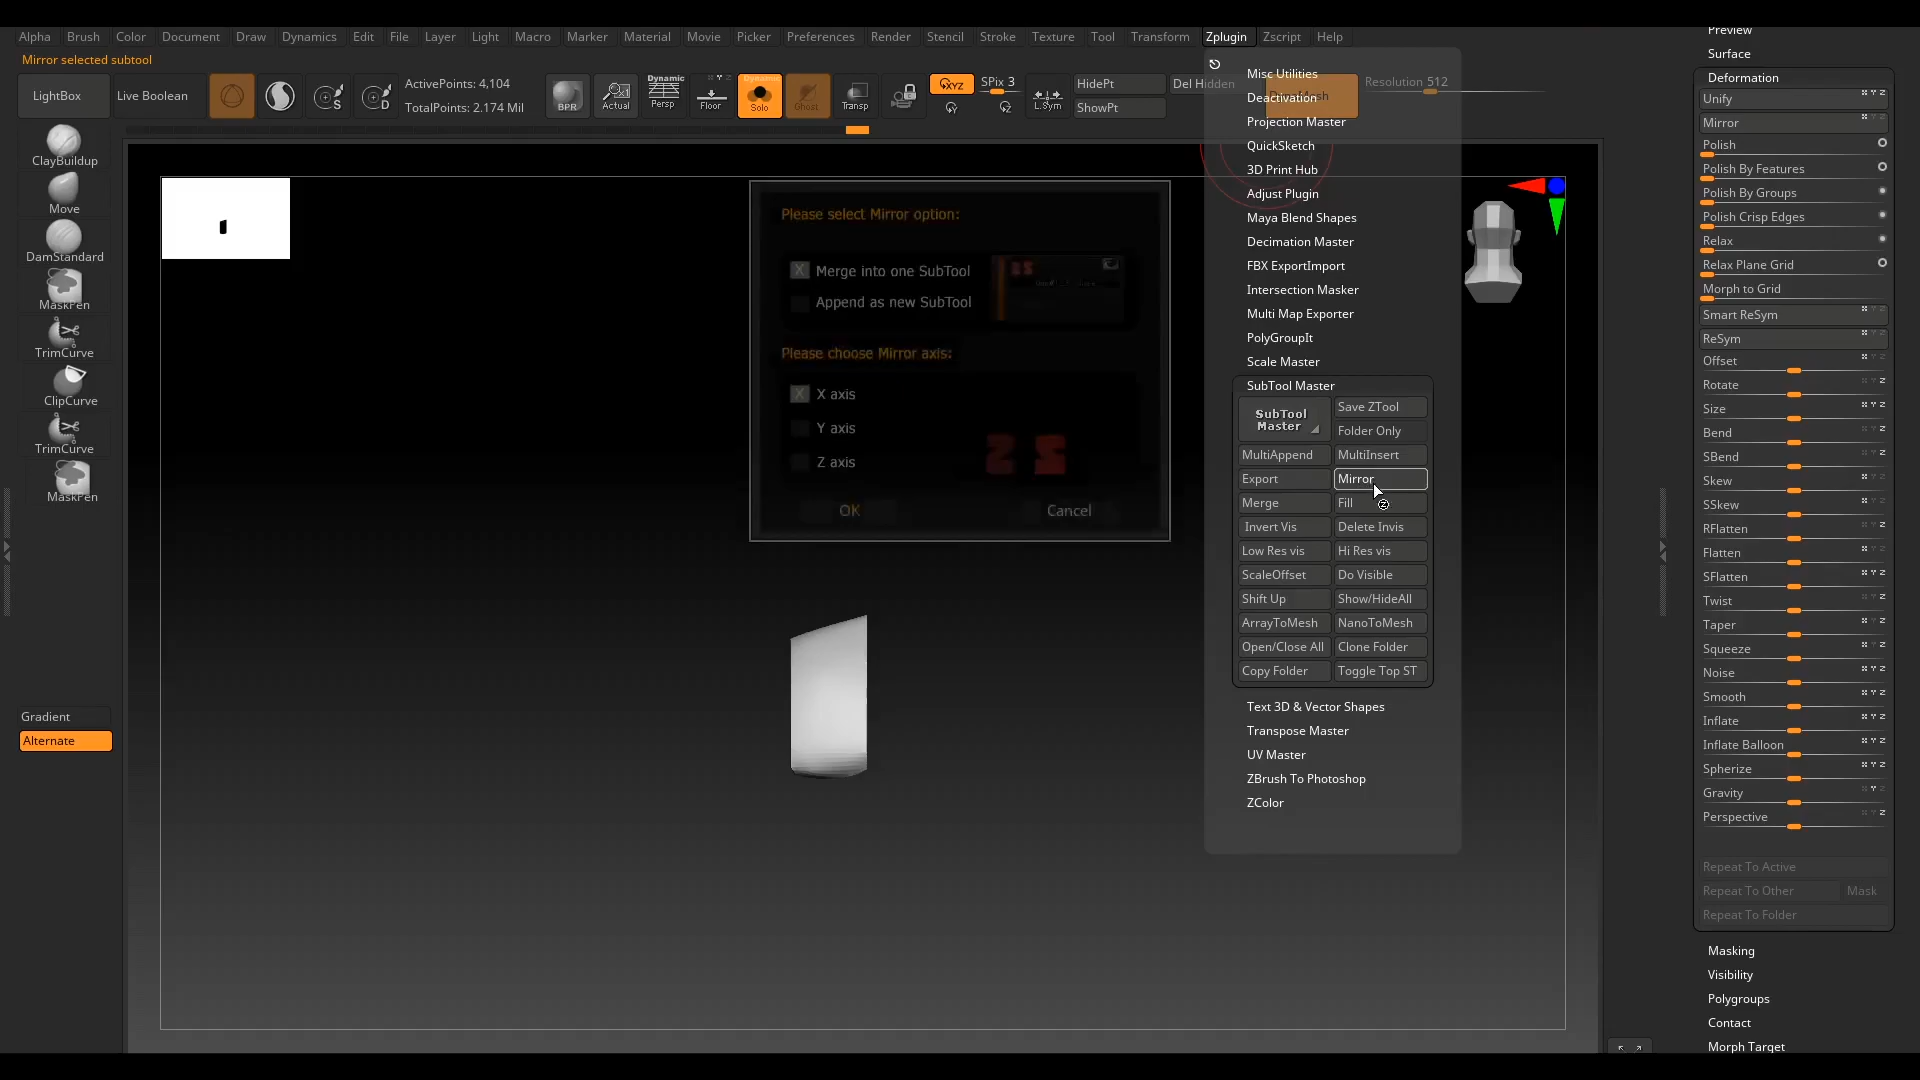 Alpha Brush Color Document Draw Dynamics Edit File Layer Light Macro Marker Material Movie Picker Preferences Render Stencil Stroke Texture Tool Transform Zplugin Zscript Help
Mirror selected subtool
LightBox
Live Boolean
S
D
ActivePoints: 4,104
TotalPoints: 2.174 Mil
BPR
Actual
Dynamic
Persp
Floor
Dynamic
Solo
Ghost
Transp
XYZ
SPix 3
L.Sym
HidePt
ShowPt
Del Hidden
Resolution 512
ClayBuildup
Move
DamStandard
MaskPen
TrimCurve
ClipCurve
TrimCurve
MaskPen
Gradient
Alternate
Please select Mirror option:
X Merge into one SubTool
Append as new SubTool
Please choose Mirror axis:
X X axis
Y axis
Z axis
OK Cancel
Misc Utilities
Deactivation
Projection Master
QuickSketch
3D Print Hub
Adjust Plugin
Maya Blend Shapes
Decimation Master
FBX ExportImport
Intersection Masker
Multi Map Exporter
PolyGroupIt
Scale Master
SubTool Master
SubTool
Master
Save ZTool
Folder Only
MultiAppend MultiInsert
Export Mirror
Merge Fill
Invert Vis Delete Invis
Low Res vis Hi Res vis
ScaleOffset Do Visible
Shift Up Show/HideAll
ArrayToMesh NanoToMesh
Open/Close All Clone Folder
Copy Folder Toggle Top ST
Text 3D & Vector Shapes
Transpose Master
UV Master
ZBrush To Photoshop
ZColor
Preview
Surface
Deformation
Unify
Mirror
Polish
Polish By Features
Polish By Groups
Polish Crisp Edges
Relax
Relax Plane Grid
Morph to Grid
Smart ReSym
ReSym
Offset
Rotate
Size
Bend
SBend
Skew
SSkew
RFlatten
Flatten
SFlatten
Twist
Taper
Squeeze
Noise
Smooth
Inflate
Inflate Balloon
Spherize
Gravity
Perspective
Repeat To Active
Repeat To Other Mask
Repeat To Folder
Masking
Visibility
Polygroups
Contact
Morph Target